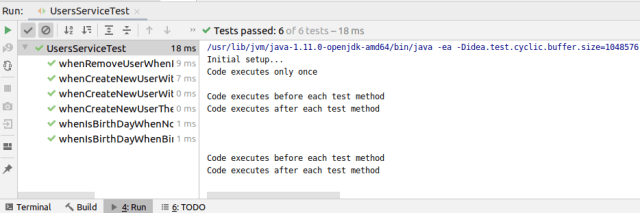 Run: UsersServiceTest
Tests passed: 6 of 6 tests – 18 ms
UsersServiceTest 18 ms
whenRemoveUserWhenI 9 ms
whenCreateNewUserWit 7 ms
whenCreateNewUserWit 0 ms
whenCreateNewUserThe 0 ms
whenIsBirthDayWhenNo 1 ms
whenIsBirthDayWhenBir 1 ms
/usr/lib/jvm/java-1.11.0-openjdk-amd64/bin/java -ea -Didea.test.cyclic.buffer.size=1048576
Initial setup...
Code executes only once
Code executes before each test method
Code executes after each test method
Code executes before each test method
Code executes after each test method
Terminal Build 4: Run 6: TODO